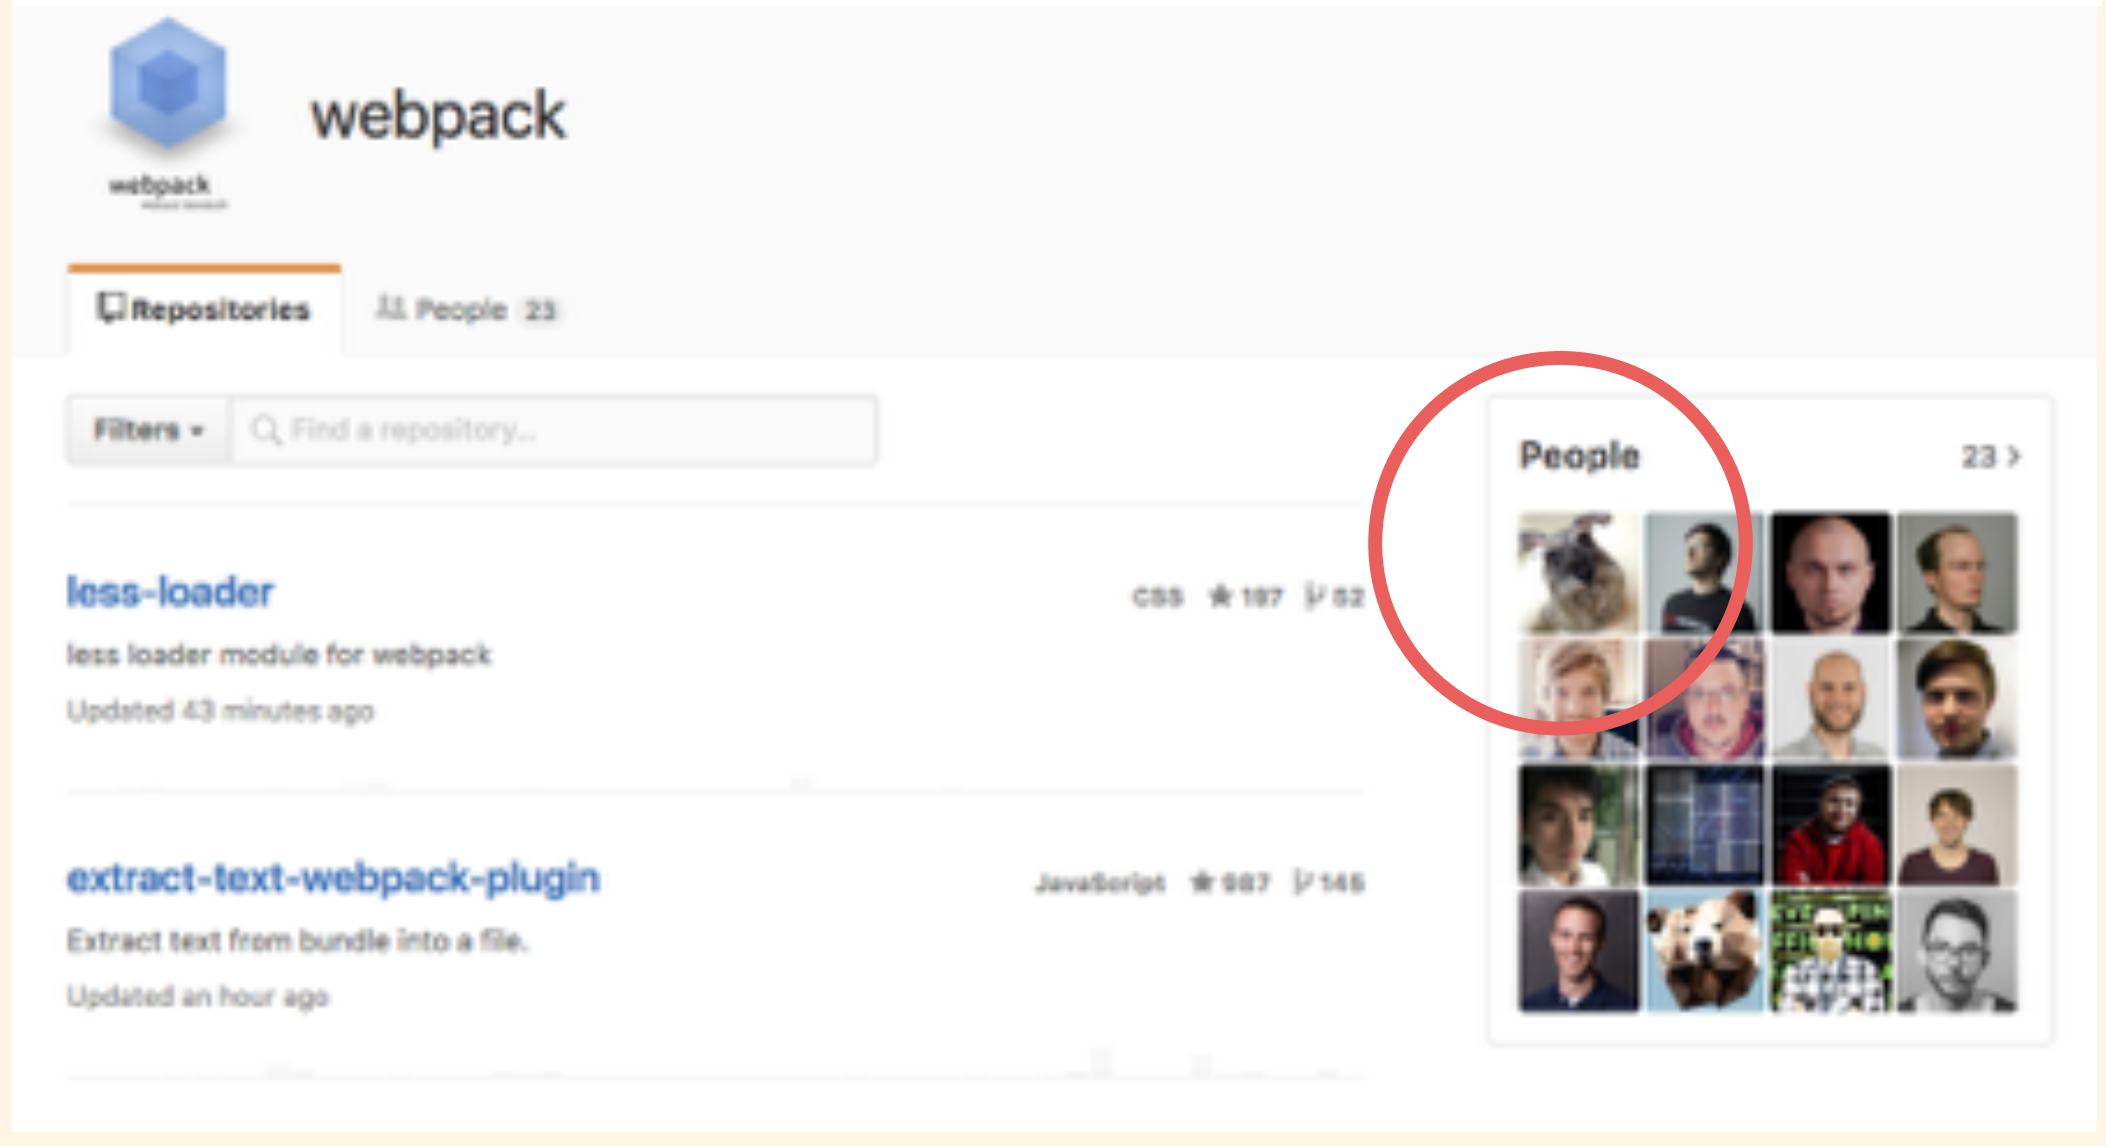 webpack
webpack
Repositories
People 23
Filters
Find a repository...
People
23 >
less-loader
CSS 197 52
less loader module for webpack
Updated 43 minutes ago
extract-text-webpack-plugin
JavaScript 987 145
Extract text from bundle into a file.
Updated an hour ago